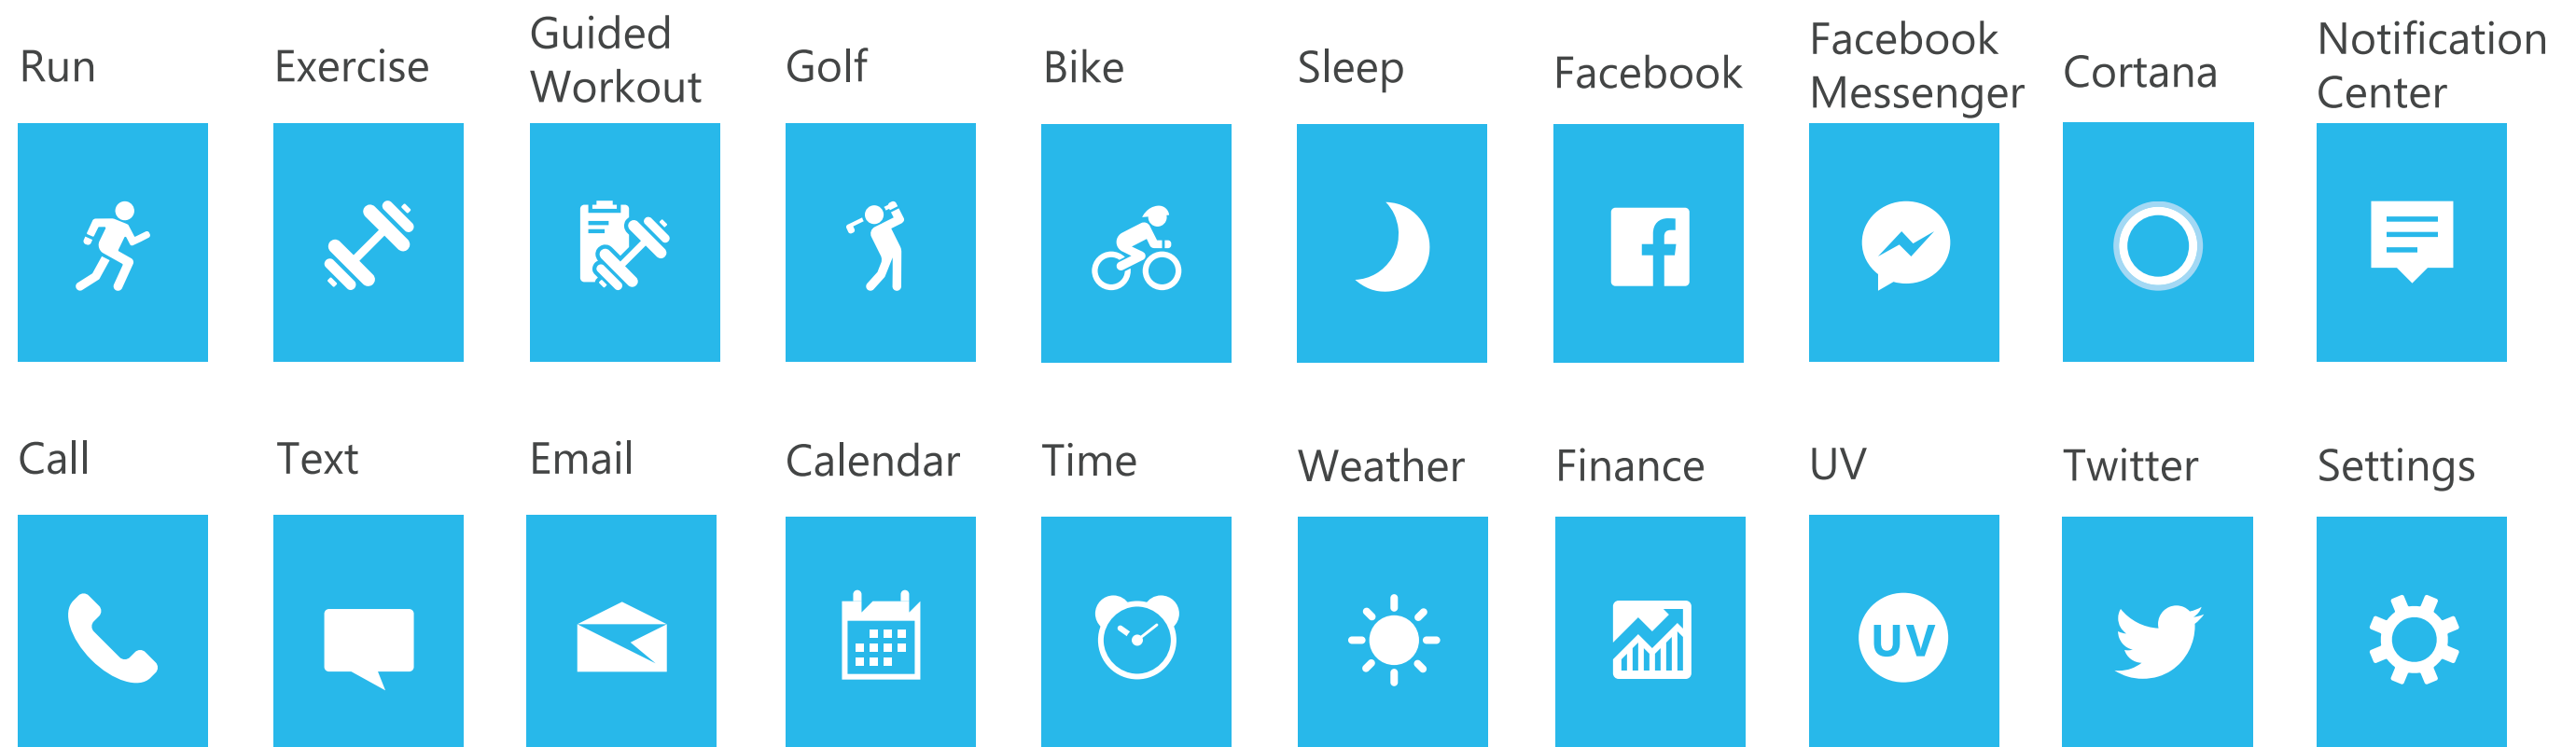 Run
Exercise
Guided
Workout
Golf
Bike
Sleep
Facebook
Facebook
Messenger
Cortana
Notification
Center
Call
Text
Email
Calendar
Time
Weather
Finance
UV
Twitter
Settings
UV